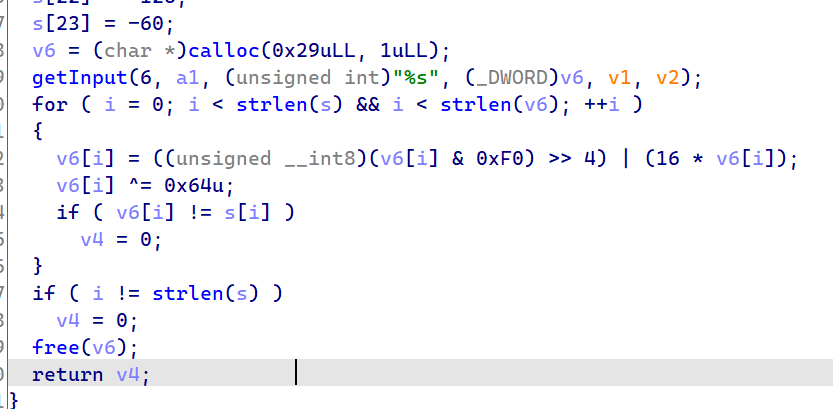 s[23] = -60;
v6 = (char *)calloc(0x29uLL, 1uLL);
getInput(6, a1, (unsigned int)"%s", (_DWORD)v6, v1, v2);
for ( i = 0; i < strlen(s) && i < strlen(v6); ++i )
{
v6[i] = ((unsigned __int8)(v6[i] & 0xF0) >> 4) | (16 * v6[i]);
v6[i] ^= 0x64u;
if ( v6[i] != s[i] )
v4 = 0;
}
if ( i != strlen(s) )
v4 = 0;
free(v6);
return v4;
}